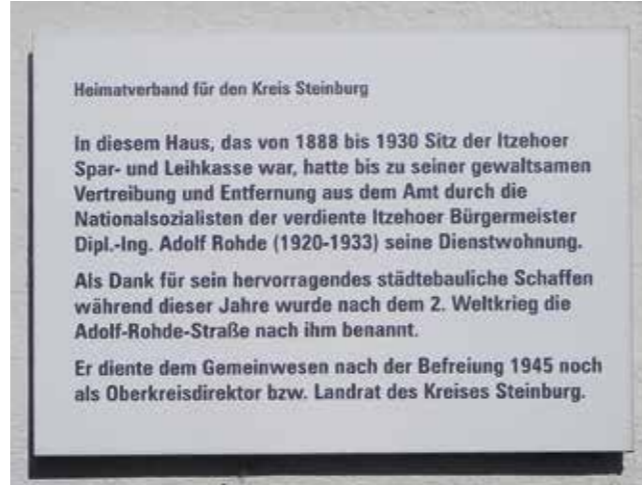 Heimatverband für den Kreis Steinburg
In diesem Haus, das von 1888 bis 1930 Sitz der Itzehoer
Spar- und Leihkasse war, hatte bis zu seiner gewaltsamen
Vertreibung und Entfernung aus dem Amt durch die
Nationalsozialisten der verdiente Itzehoer Bürgermeister
Dipl.-Ing. Adolf Rohde (1920-1933) seine Dienstwohnung.
Als Dank für sein hervorragendes städtebauliche Schaffen
während dieser Jahre wurde nach dem 2. Weltkrieg die
Adolf-Rohde-Straße nach ihm benannt.
Er diente dem Gemeinwesen nach der Befreiung 1945 noch
als Oberkreisdirektor bzw. Landrat des Kreises Steinburg.